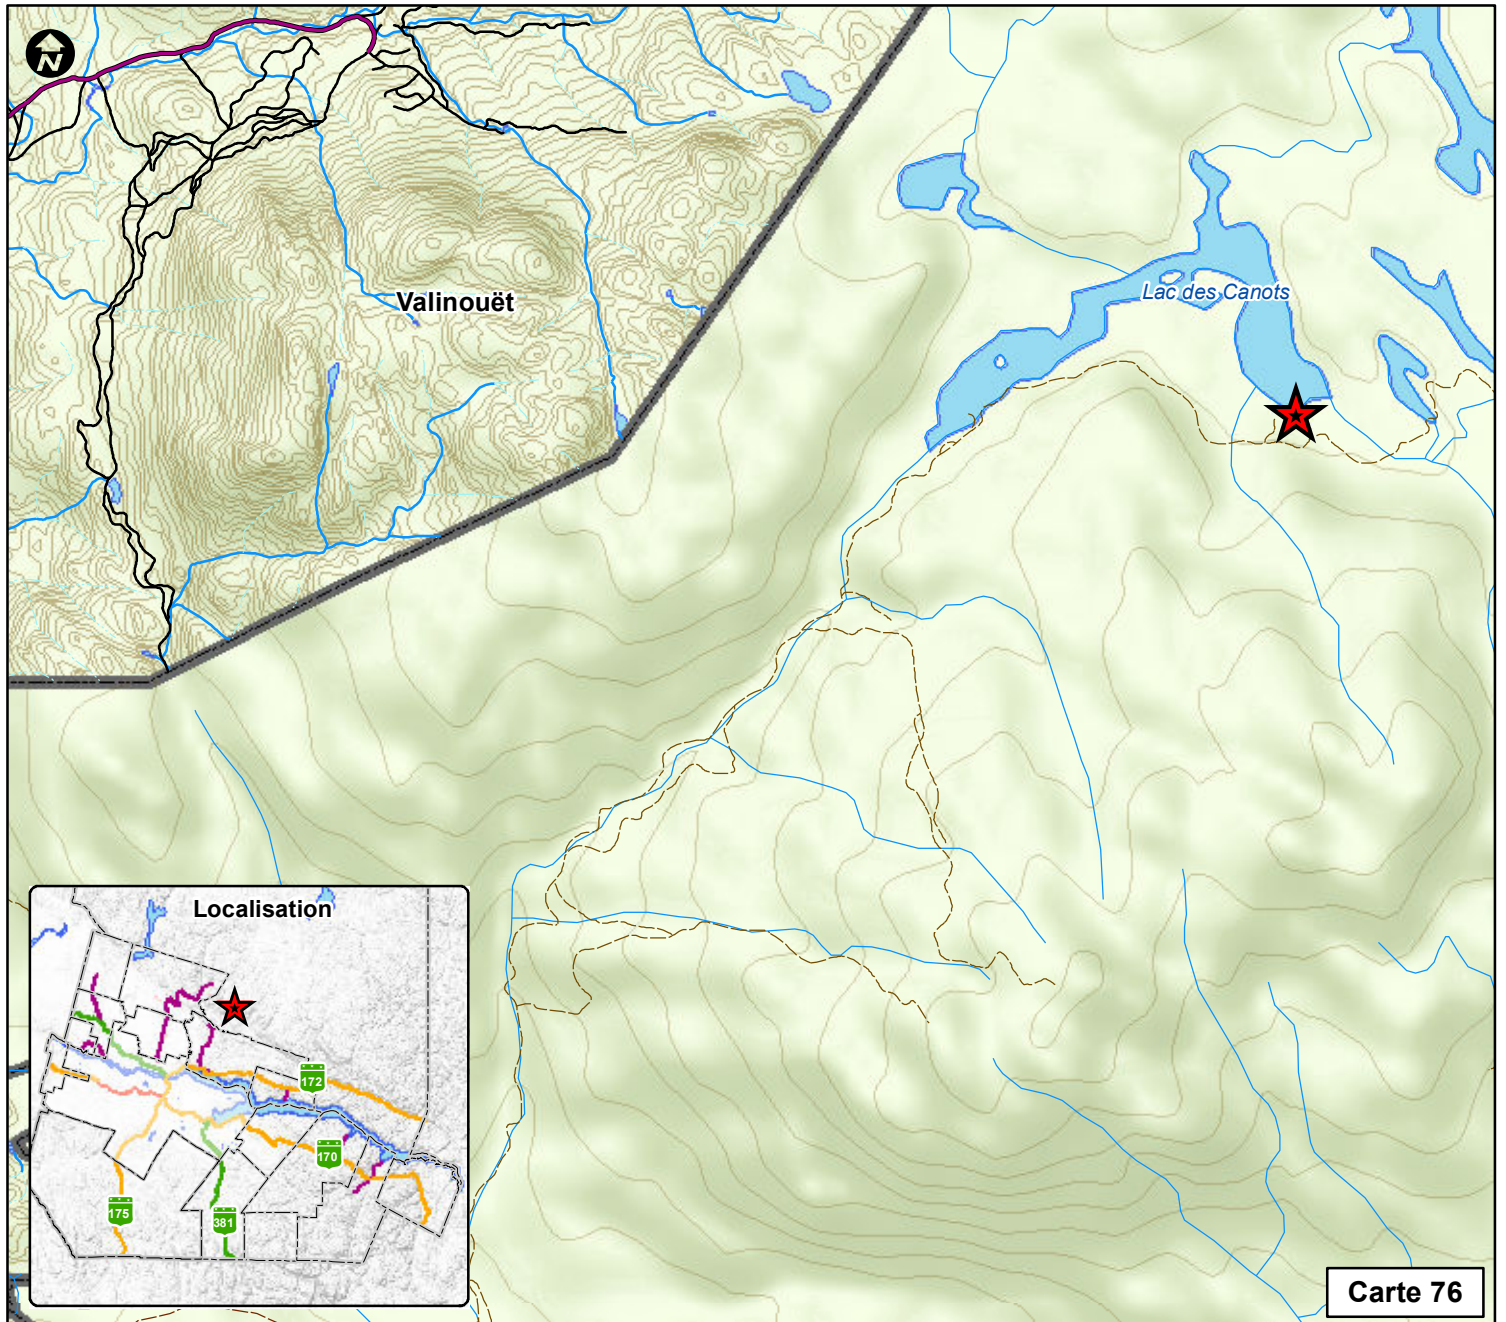 N
Valinouët
Lac des Canots
Localisation
172
170
175
381
Carte 76